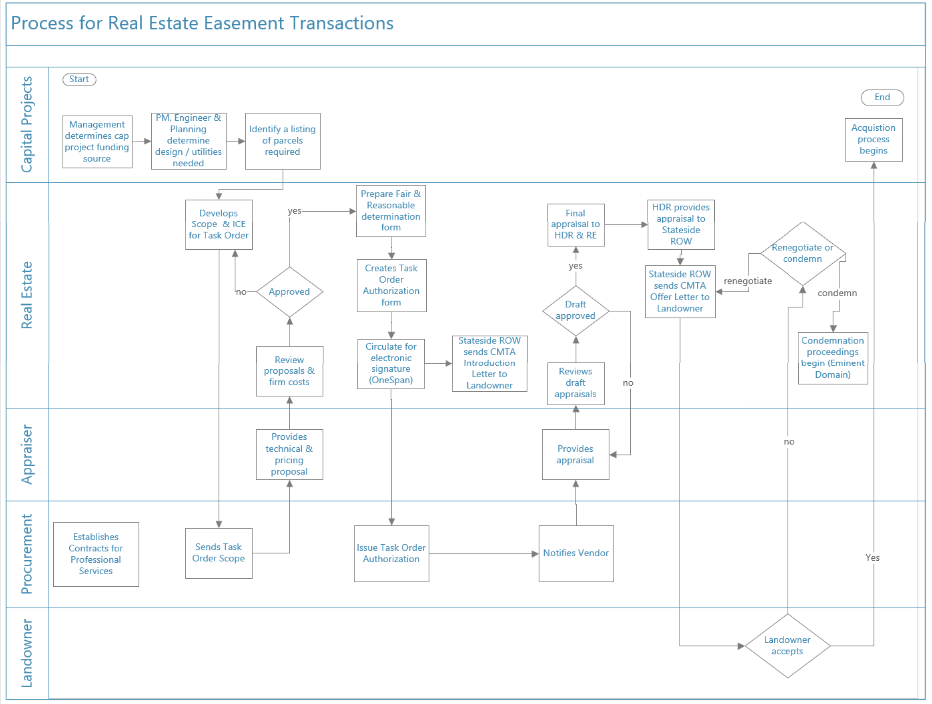 Process for Real Estate Easement Transactions
Capital Projects
Start
End
Management
determines cap
project funding
source
PM, Engineer &
Planning
determine
design / utilities
needed
Identify a listing
of parcels
required
Acquistion
process
begins
Real Estate
Develops
Scope & ICE
for Task Order
yes
no
Approved
Review
proposals &
firm costs
Prepare Fair &
Reasonable
determination
form
Creates Task
Order
Authorization
form
Circulate for
electronic
signature
(OneSpan)
Stateside ROW
sends CMTA
Introduction
Letter to
Landowner
Final
appraisal to
HDR & RE
yes
Draft
approved
no
Reviews
draft
appraisals
HDR provides
appraisal to
Stateside
ROW
Stateside ROW
sends CMTA
Offer Letter to
Landowner
renegotiate
Renegotiate or
condemn
condemn
Condemnation
proceedings
begin (Eminent
Domain)
Appraiser
Provides
technical &
pricing
proposal
Provides
appraisal
no
Procurement
Establishes
Contracts for
Professional
Services
Sends Task
Order Scope
Issue Task Order
Authorization
Notifies Vendor
Yes
Landowner
Landowner
accepts